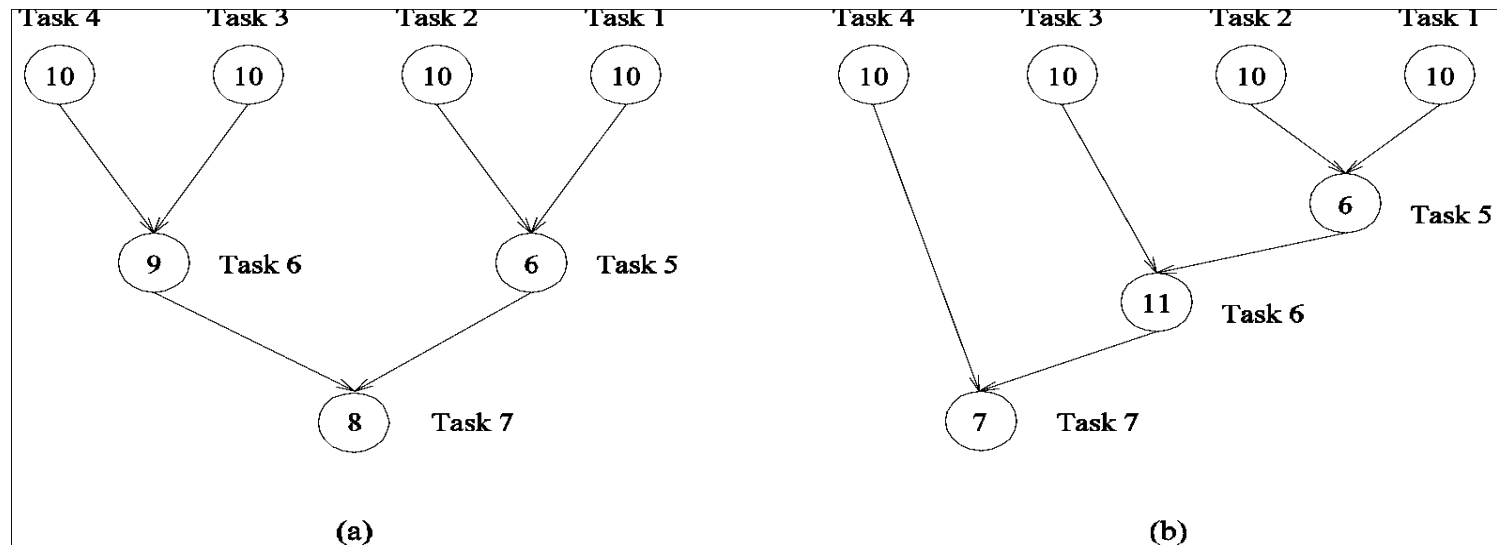 Task 4 Task 3 Task 2 Task 1
10 10 10 10
9 Task 6 6 Task 5
8 Task 7
(a)
Task 4 Task 3 Task 2 Task 1
10 10 10 10
6 Task 5
11 Task 6
7 Task 7
(b)